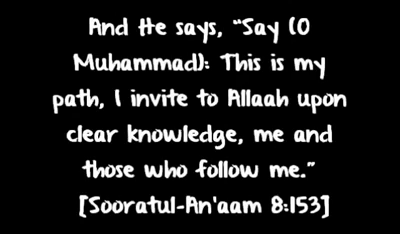 And He says, "Say (O
Muhammad): This is my
path, I invite to Allaah upon
clear knowledge, me and
those who follow me."
[Sooratul-An'aam 8:153]